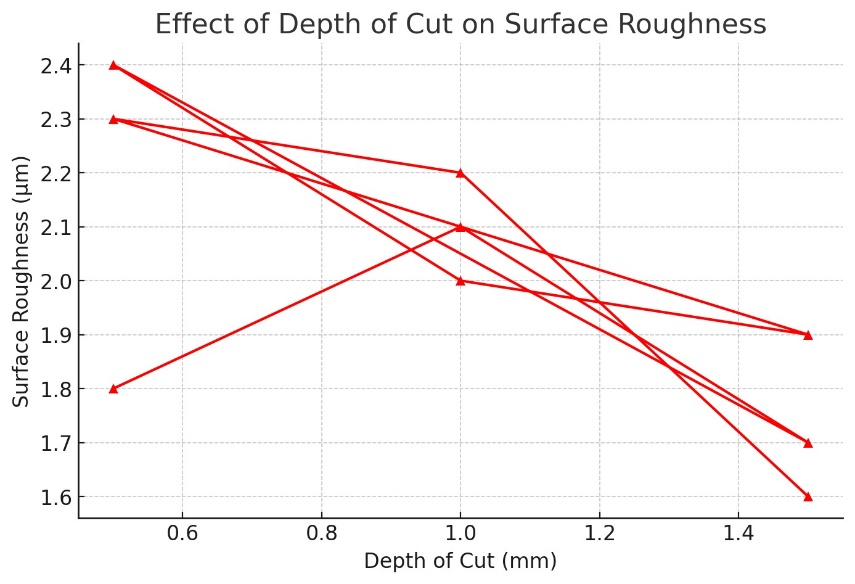 Effect of Depth of Cut on Surface Roughness
Surface Roughness (μm)
2.4
2.3
2.2
2.1
2.0
1.9
1.8
1.7
1.6
0.6 0.8 1.0 1.2 1.4
Depth of Cut (mm)